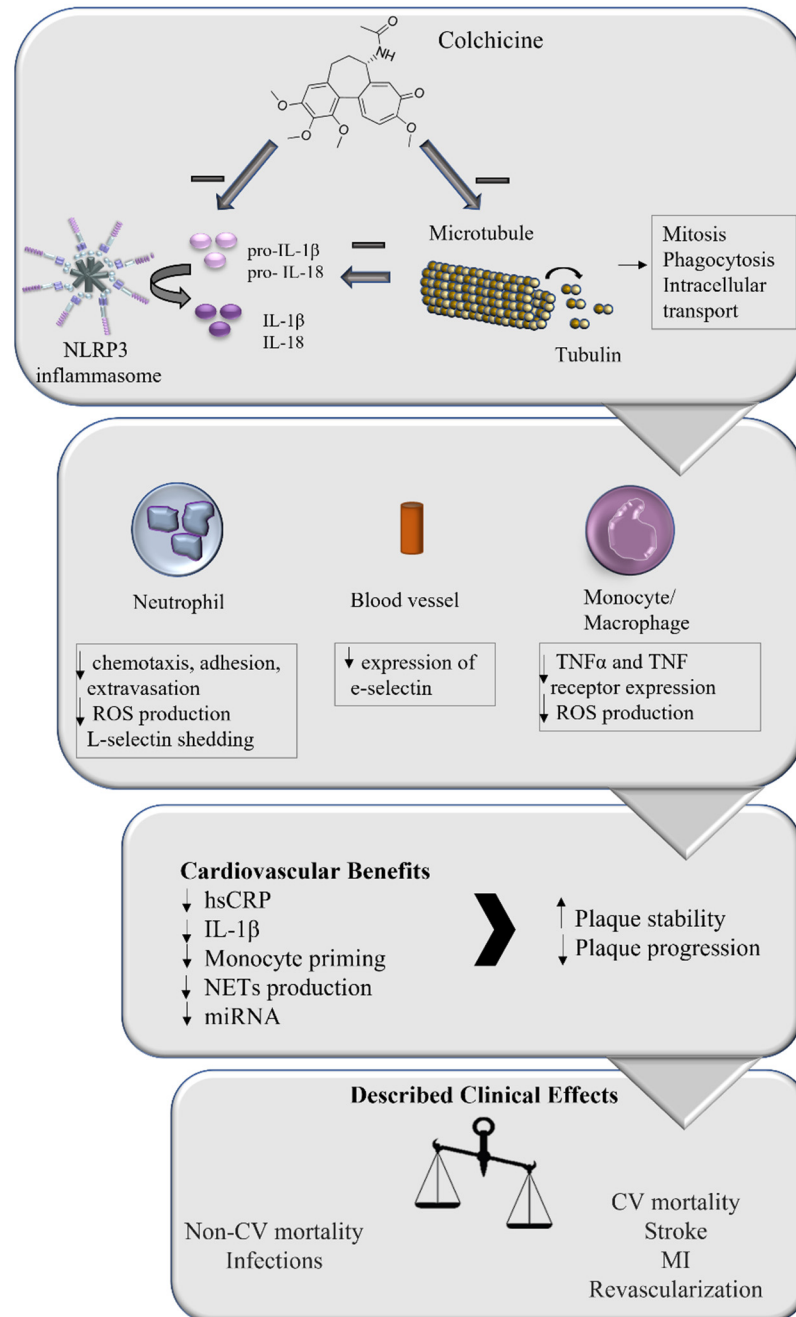 Colchicine
O
NH
O
O
O
O
O
Microtubule
Mitosis
Phagocytosis
Intracellular
transport
pro-IL-1β
pro- IL-18
IL-1β
IL-18
NLRP3
inflammasome
Tubulin
Neutrophil
Blood vessel
Monocyte/
Macrophage
↓ chemotaxis, adhesion,
extravasation
↓ ROS production
L-selectin shedding
↓ expression of
e-selectin
↓ TNFα and TNF
receptor expression
↓ ROS production
Cardiovascular Benefits
↓ hsCRP
↓ IL-1β
↓ Monocyte priming
↓ NETs production
↓ miRNA
↑ Plaque stability
↓ Plaque progression
Described Clinical Effects
Non-CV mortality
Infections
CV mortality
Stroke
MI
Revascularization